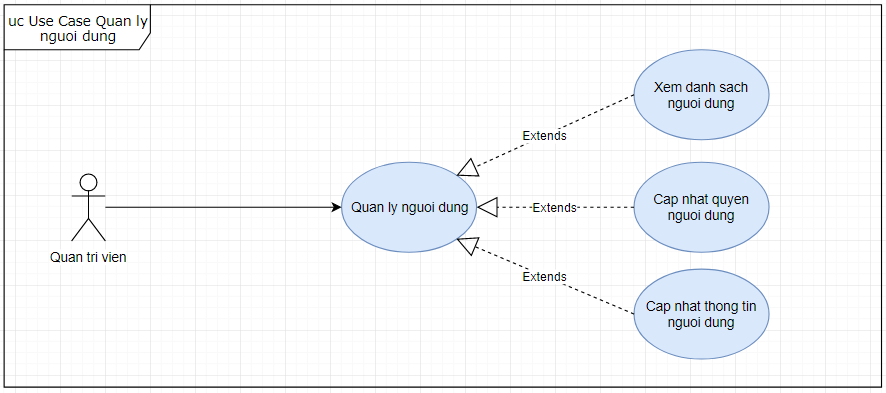 uc Use Case Quan ly
nguoi dung
Xem danh sach
nguoi dung
Extends
Quan ly nguoi dung
Extends
Cap nhat quyen
nguoi dung
Quan tri vien
Extends
Cap nhat thong tin
nguoi dung